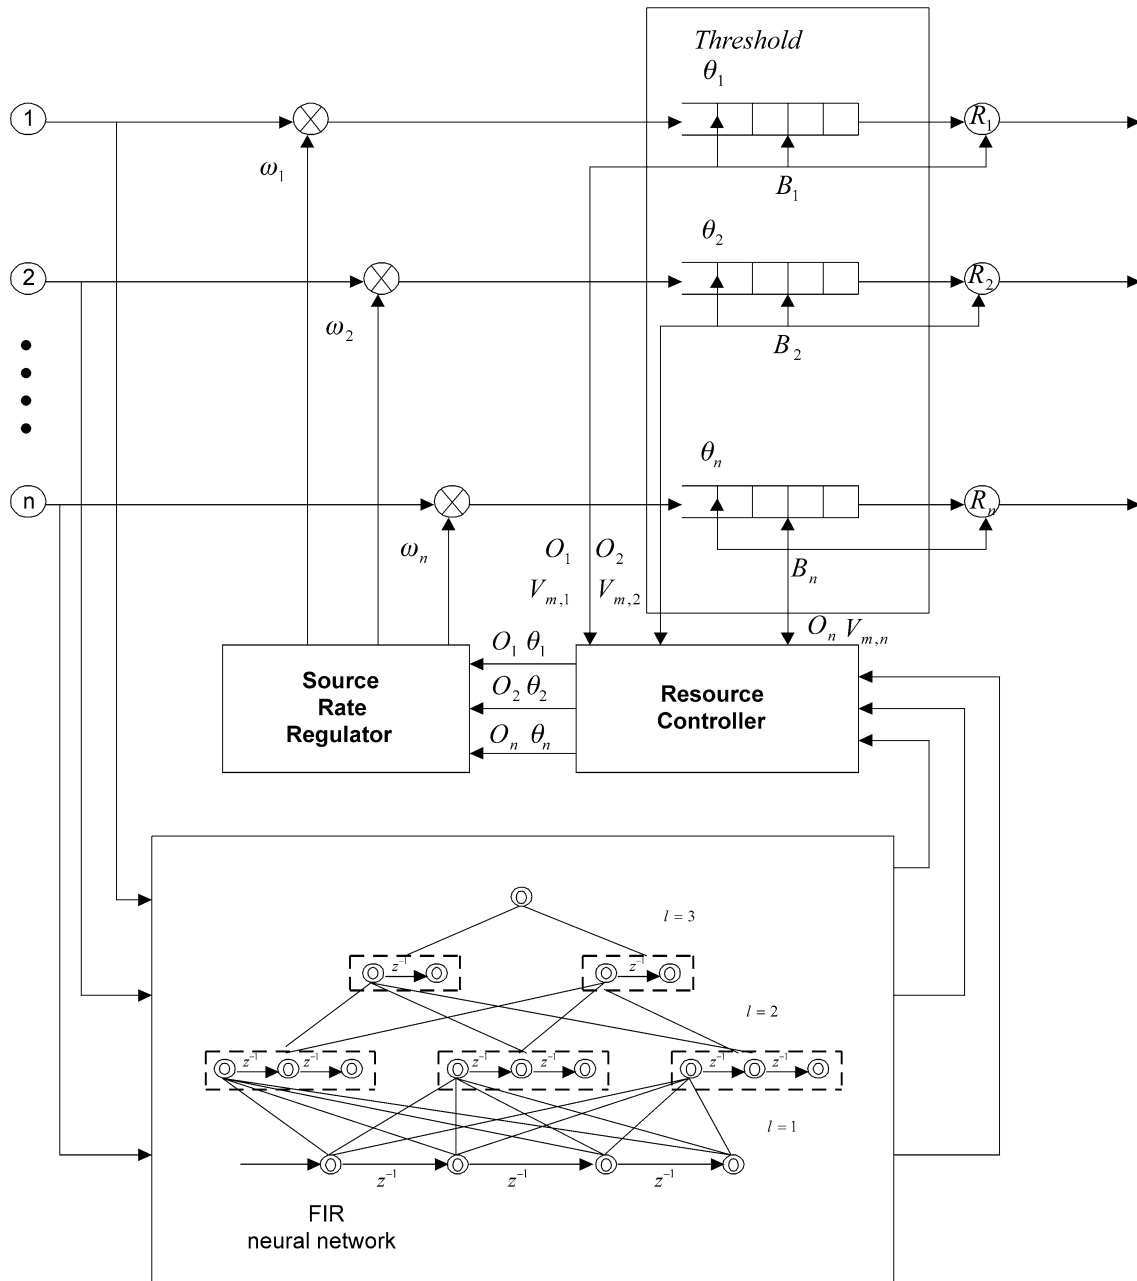 Threshold
θ₁
1
R₁
ω₁
B₁
θ₂
2
R₂
ω₂
B₂
θₙ
n
Rₙ
ωₙ
O₁ O₂
Bₙ
Vₘ,₁ Vₘ,₂
Oₙ Vₘ,ₙ
O₁ θ₁
Source
Rate
Regulator
O₂ θ₂
Resource
Controller
Oₙ θₙ
l = 3
z⁻¹ z⁻¹
l = 2
z⁻¹ z⁻¹ z⁻¹ z⁻¹ z⁻¹ z⁻¹
l = 1
z⁻¹ z⁻¹ z⁻¹
FIR
neural network